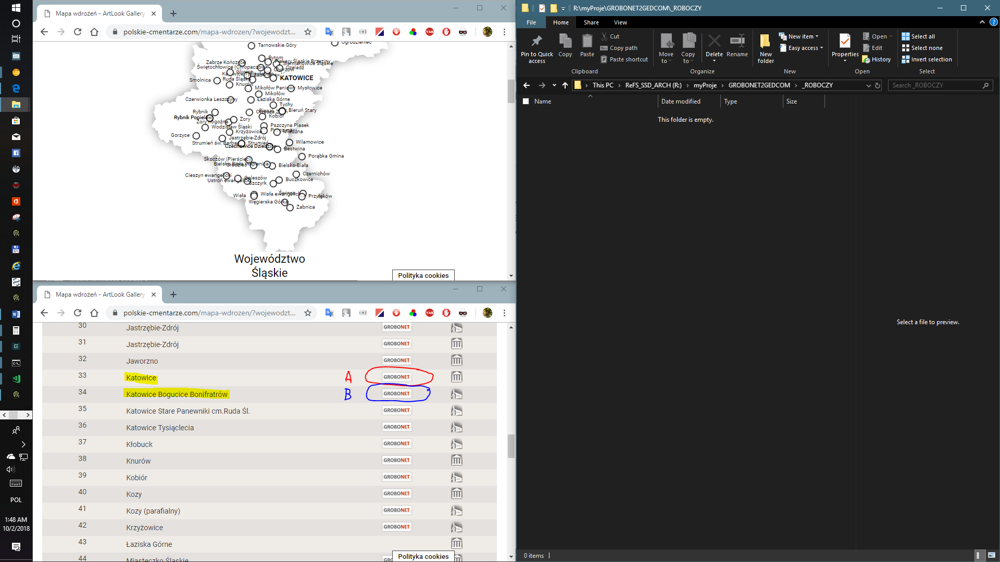 Mapa wdrożeń - ArtLook Gallery
polskie-cmentarze.com/mapa-wdrozen/?wojewodzt...
Tarnowskie Góry
Ogrodzieniec
Bytom
Zabrze Kończyce
Piekary Śląskie Brzeziny
Siemianowice Śląskie
Świętochłowice (Chropaczów)
Czeladź
Chorzów
Gliwice
KATOWICE
Smolnica
Ruda Śląska
Knurów
Mikołów Paniowy
Mysłowice
Mikołów
Czerwionka Leszczyny
Łaziska Górne
Tychy
Bieruń Stary
Rybnik
Kobiór
Rybnik Popielów
Żory
Żory Rogoźna
Wodzisław Śląski
Pszczyna Piasek
Krzyżowice
Miedźna
Gorzyce
Jastrzębie-Zdrój
Strumień św. Barbary
Strumień
Wilamowice
Czechowice Dziedzice
Bestwina
Porąbka Gmina
Skoczów (Pierściec)
Bielsko-Biała Wapienica
Grodziec
Bielsko-Biała
Cieszyn ewangelicki
Czernichów
Goleszów
Ustroń ewangelicki
Buczkowice
Szczyrk
Wisła
Wisła ewangelicki
Świnna
Przyłęków
Węgierska Górka
Żabnica
Województwo
Śląskie
Polityka cookies
Mapa wdrożeń - ArtLook Gallery
polskie-cmentarze.com/mapa-wdrozen/?wojewodzt...
30 Jastrzębie-Zdrój GROBONET
31 Jastrzębie-Zdrój GROBONET
32 Jaworzno GROBONET
33 Katowice A GROBONET
34 Katowice Bogucice Bonifratrów B GROBONET
35 Katowice Stare Panewniki cm.Ruda Śl. GROBONET
36 Katowice Tysiąclecia GROBONET
37 Kłobuck GROBONET
38 Knurów GROBONET
39 Kobiór GROBONET
40 Kozy GROBONET
41 Kozy (parafialny) GROBONET
42 Krzyżowice GROBONET
43 Łaziska Górne
44 Miasteczko Śląskie
Polityka cookies
POL
1:48 AM
10/2/2018
R:\myProje\GROBONET2GEDCOM\_ROBOCZY
File Home Share View
Pin to Quick access
Copy
Paste
Cut
Copy path
Paste shortcut
Clipboard
Move to
Copy to
Delete
Rename
Organize
New folder
New item
Easy access
New
Properties
Open
Edit
History
Open
Select all
Select none
Invert selection
Select
This PC › ReFS_SSD_ARCH (R:) › myProje › GROBONET2GEDCOM › _ROBOCZY
Search _ROBOCZY
Name Date modified Type Size
This folder is empty.
Select a file to preview.
0 items